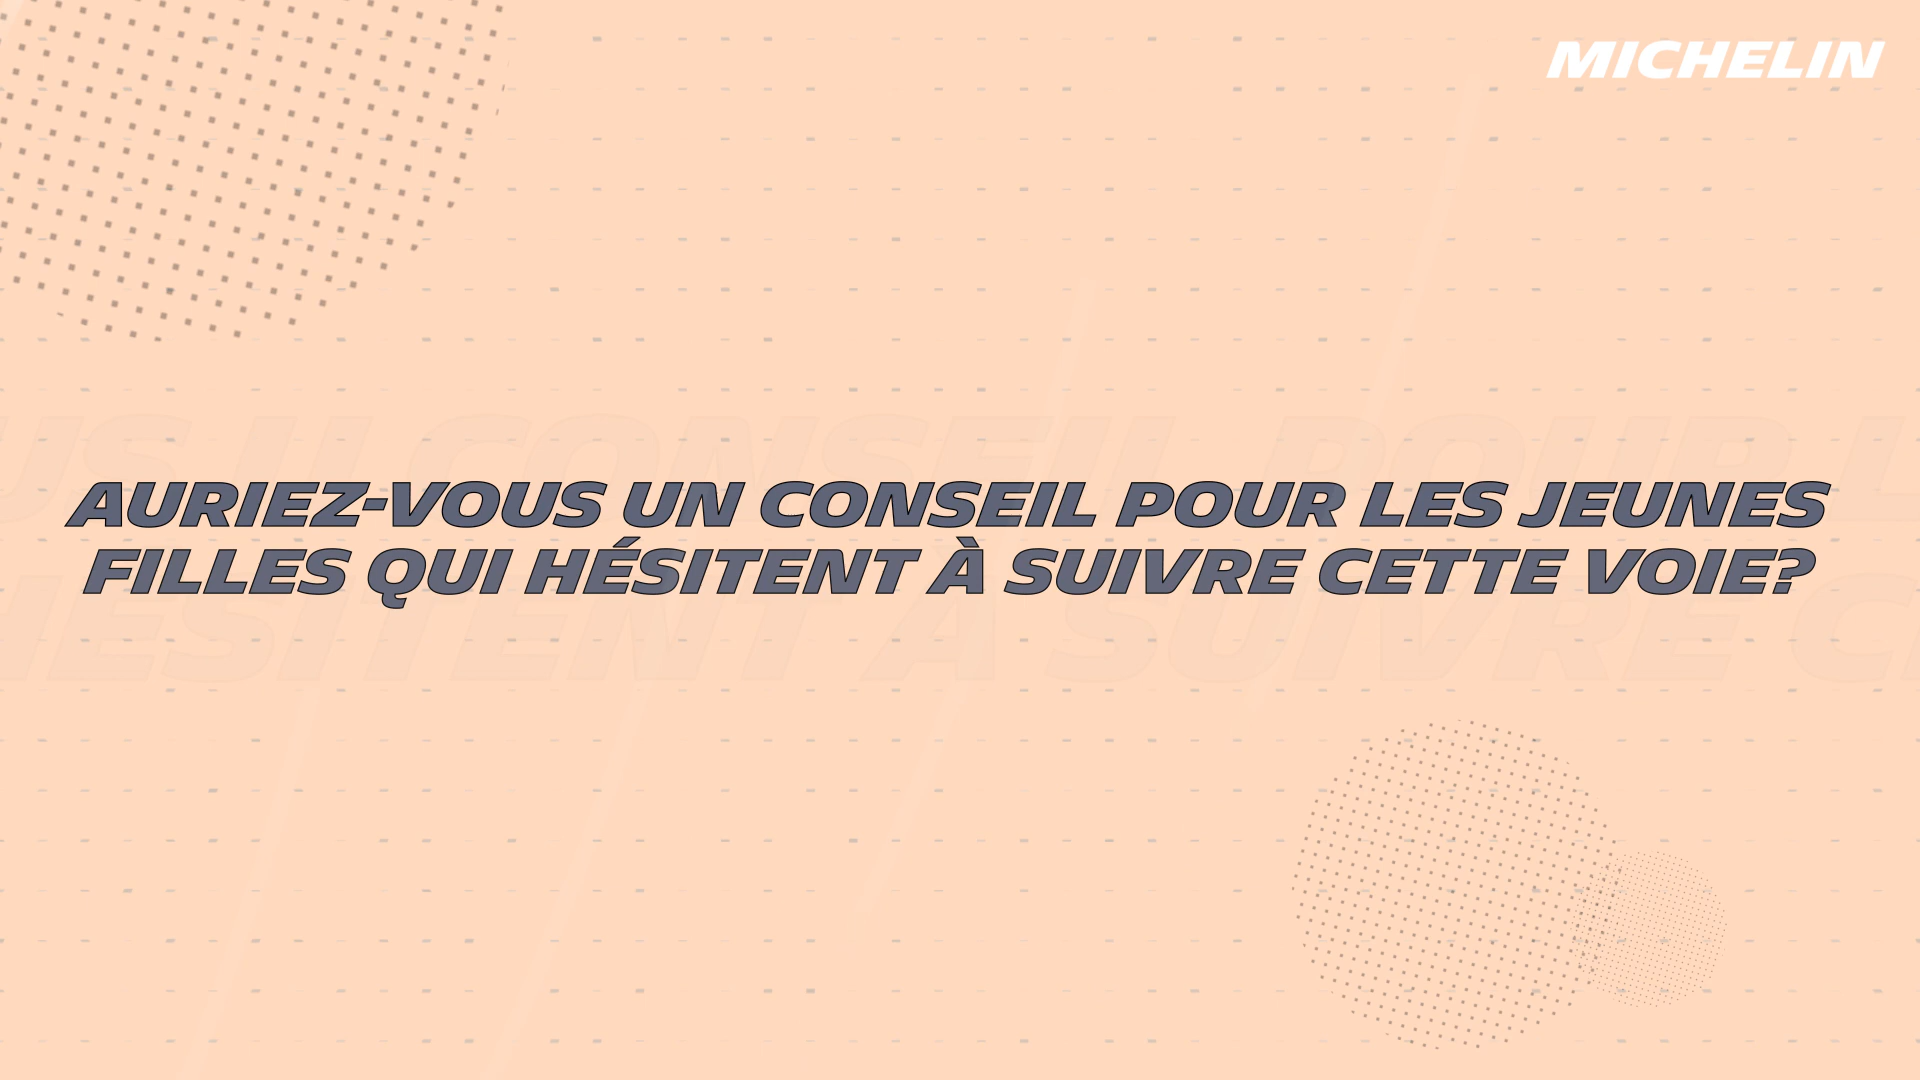 MICHELIN
AURIEZ-VOUS UN CONSEIL POUR LES JEUNES
FILLES QUI HÉSITENT À SUIVRE CETTE VOIE?